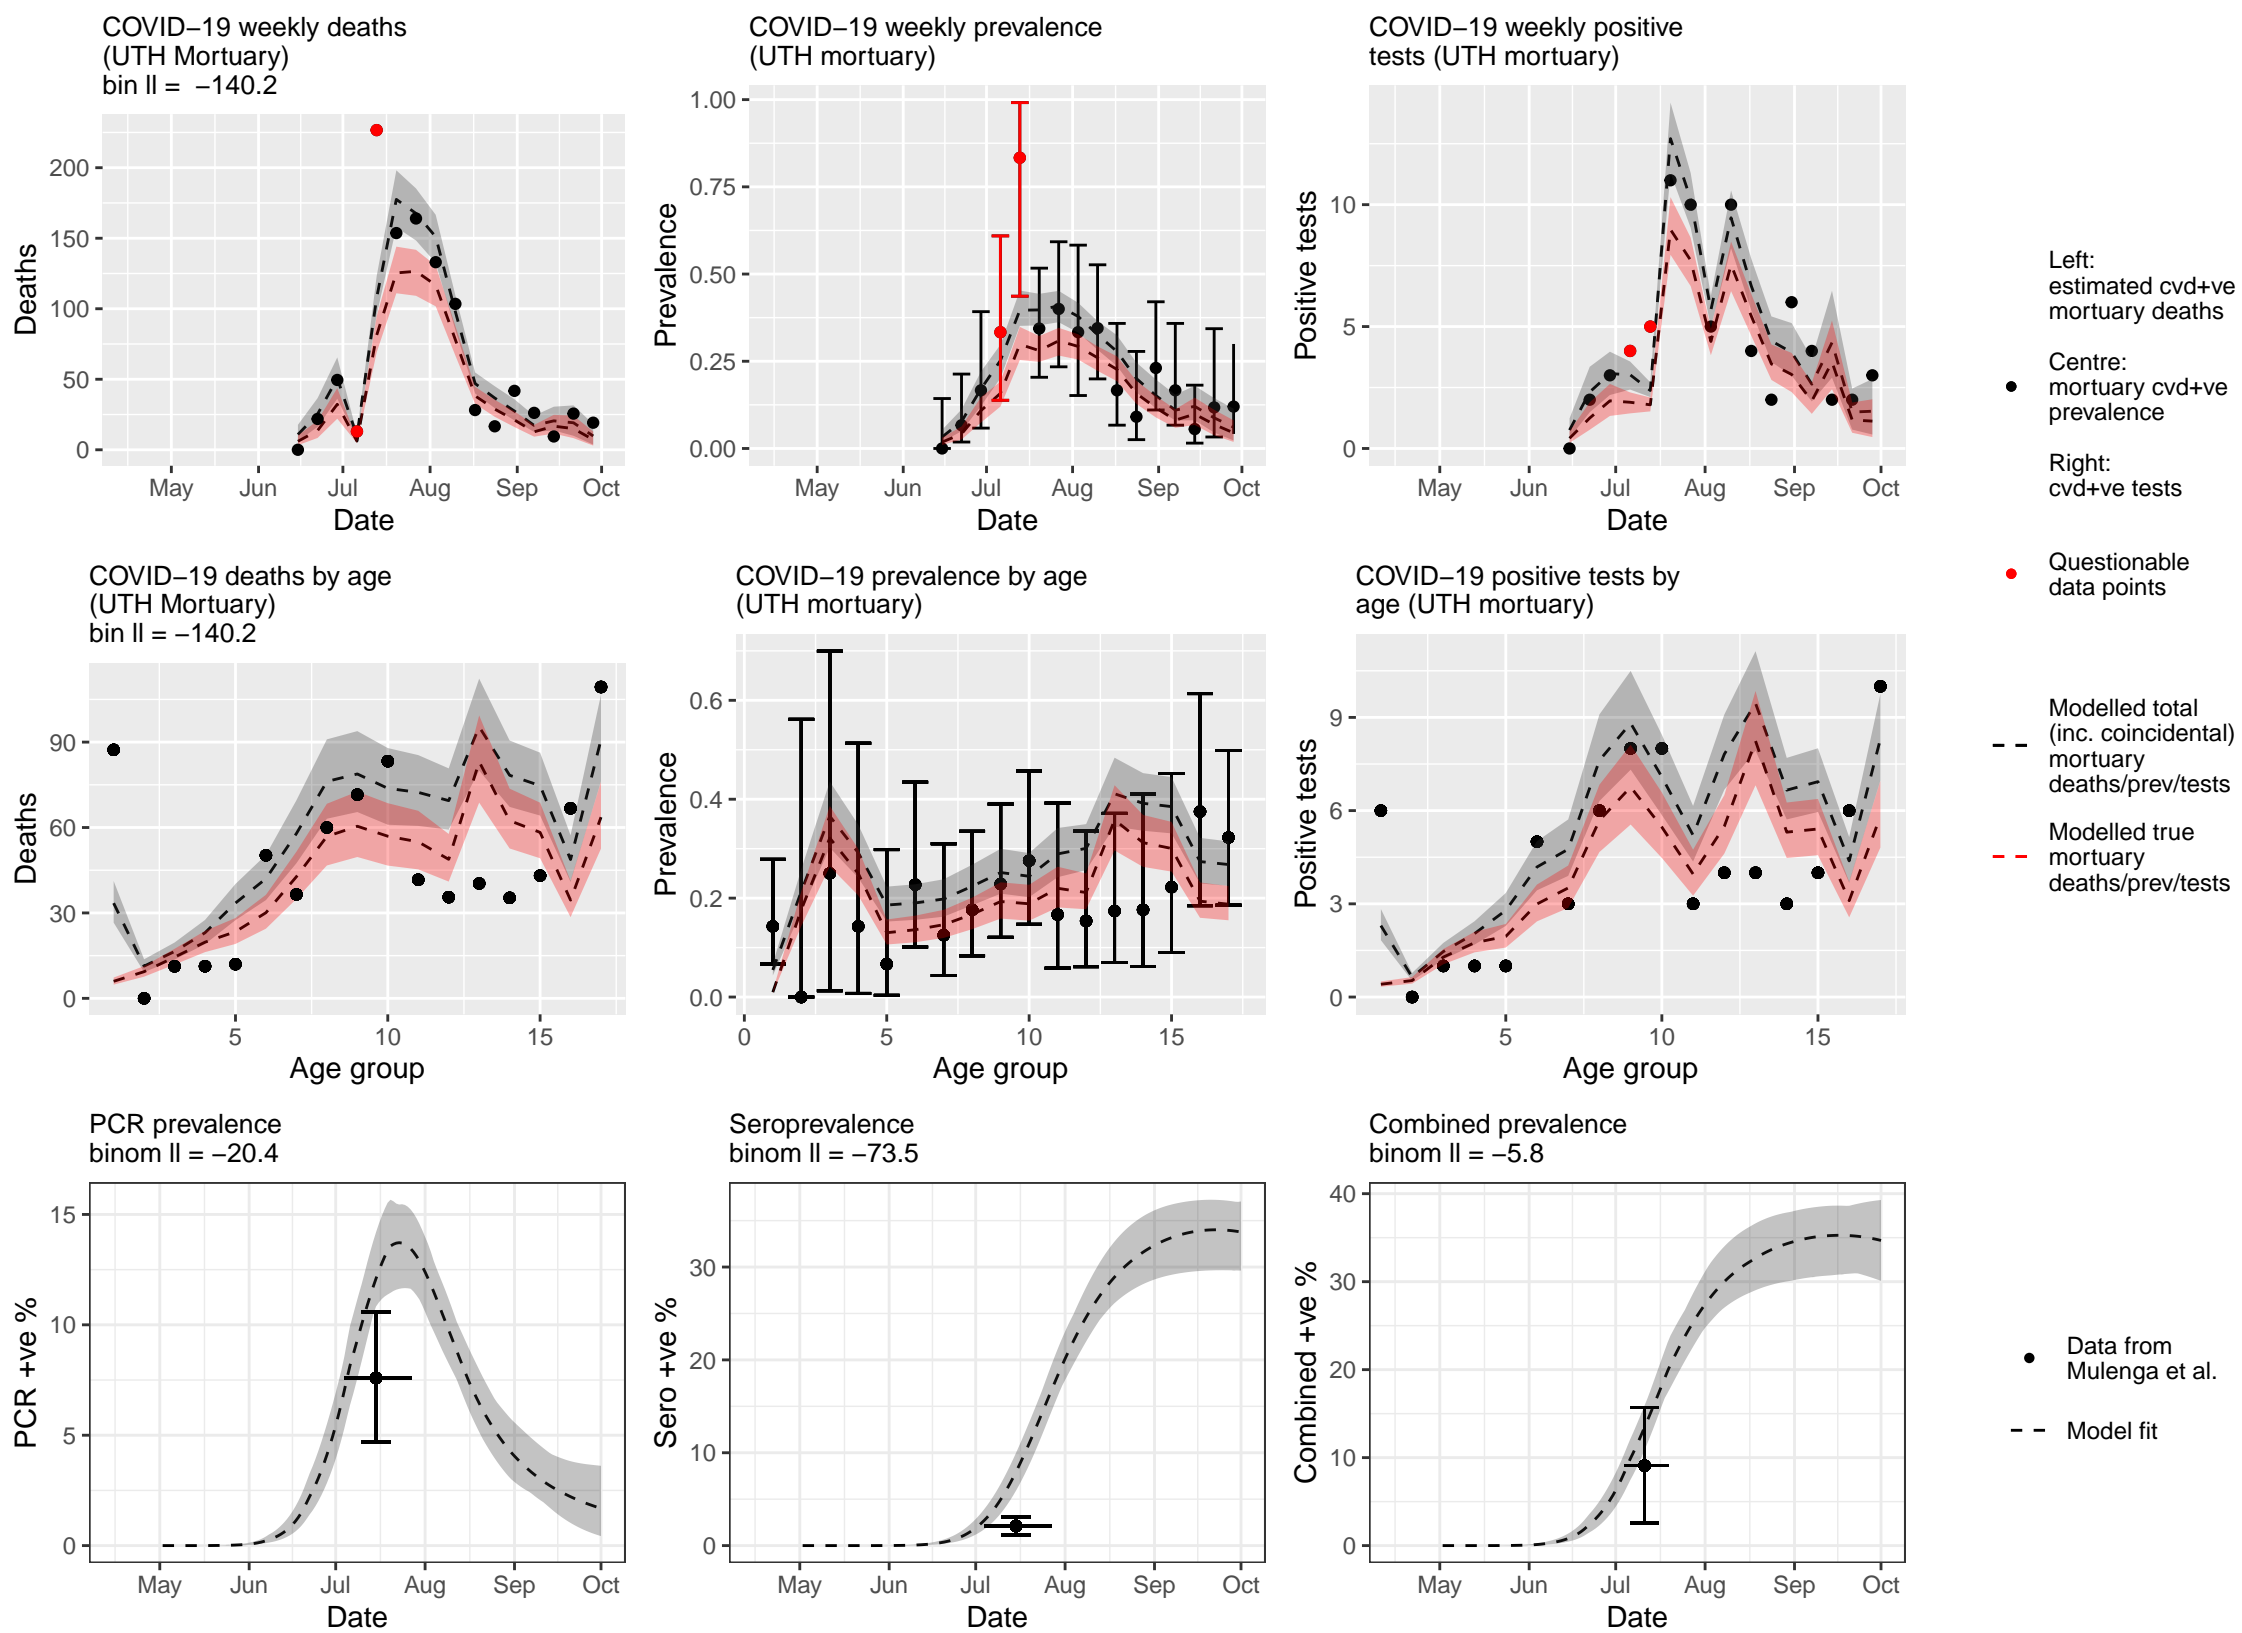 COVID−19 weekly deaths
(UTH Mortuary)
bin ll =  −140.2
Deaths
200
150
100
50
0
May Jun Jul Aug Sep Oct
Date
COVID−19 weekly prevalence
(UTH mortuary)
Prevalence
1.00
0.75
0.50
0.25
0.00
May Jun Jul Aug Sep Oct
Date
COVID−19 weekly positive
tests (UTH mortuary)
Positive tests
10
5
0
May Jun Jul Aug Sep Oct
Date
Left:
estimated cvd+ve
mortuary deaths
Centre:
mortuary cvd+ve
prevalence
Right:
cvd+ve tests
Questionable
data points
Modelled total
(inc. coincidental)
mortuary
deaths/prev/tests
Modelled true
mortuary
deaths/prev/tests
COVID−19 deaths by age
(UTH Mortuary)
bin ll = −140.2
Deaths
90
60
30
0
5 10 15
Age group
COVID−19 prevalence by age
(UTH mortuary)
Prevalence
0.6
0.4
0.2
0.0
0 5 10 15
Age group
COVID−19 positive tests by
age (UTH mortuary)
Positive tests
9
6
3
0
5 10 15
Age group
PCR prevalence
binom ll = −20.4
PCR +ve %
15
10
5
0
May Jun Jul Aug Sep Oct
Date
Seroprevalence
binom ll = −73.5
Sero +ve %
30
20
10
0
May Jun Jul Aug Sep Oct
Date
Combined prevalence
binom ll = −5.8
Combined +ve %
40
30
20
10
0
May Jun Jul Aug Sep Oct
Date
Data from
Mulenga et al.
Model fit